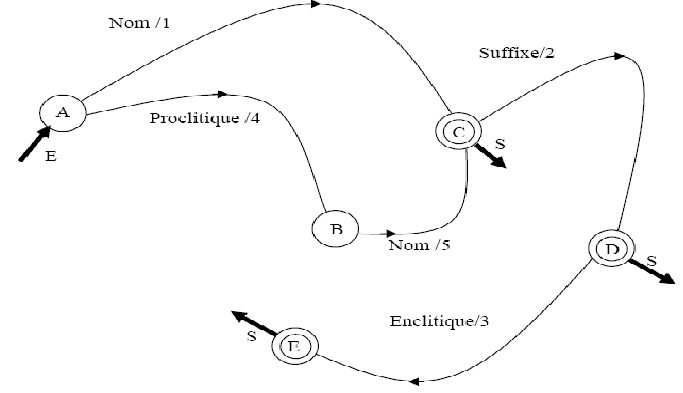 Nom /1
Suffixe/2
A
Proclitique /4
C
S
E
B
Nom /5
D
S
Enclitique/3
S
E